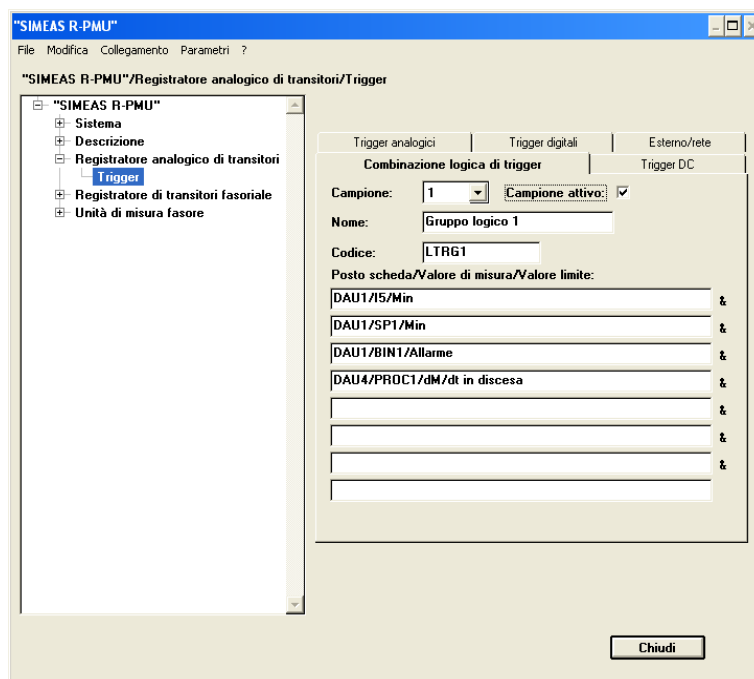 "SIMEAS R-PMU"
File Modifica Collegamento Parametri ?
"SIMEAS R-PMU"/Registratore analogico di transitori/Trigger
"SIMEAS R-PMU"
Sistema
Descrizione
Registratore analogico di transitori
Trigger
Registratore di transitori fasoriale
Unità di misura fasore
Trigger analogici Trigger digitali Esterno/rete
Combinazione logica di trigger Trigger DC
Campione: 1 Campione attivo:
Nome: Gruppo logico 1
Codice: LTRG1
Posto scheda/Valore di misura/Valore limite:
DAU1/I5/Min &
DAU1/SP1/Min &
DAU1/BIN1/Allarme &
DAU4/PROC1/dM/dt in discesa &
&
&
&
Chiudi